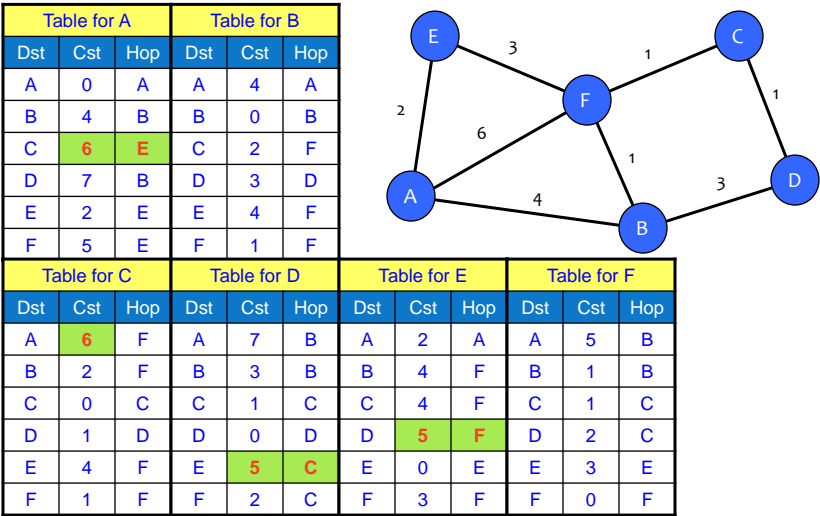 Table for A Table for B
Dst Cst Hop Dst Cst Hop
A 0 A A 4 A
B 4 B B 0 B
C 6 E C 2 F
D 7 B D 3 D
E 2 E E 4 F
F 5 E F 1 F
E
3
1
C
2
F
6
1
1
A
4
3
D
B
Table for C Table for D Table for E Table for F
Dst Cst Hop Dst Cst Hop Dst Cst Hop Dst Cst Hop
A 6 F A 7 B A 2 A A 5 B
B 2 F B 3 B B 4 F B 1 B
C 0 C C 1 C C 4 F C 1 C
D 1 D D 0 D D 5 F D 2 C
E 4 F E 5 C E 0 E E 3 E
F 1 F F 2 C F 3 F F 0 F